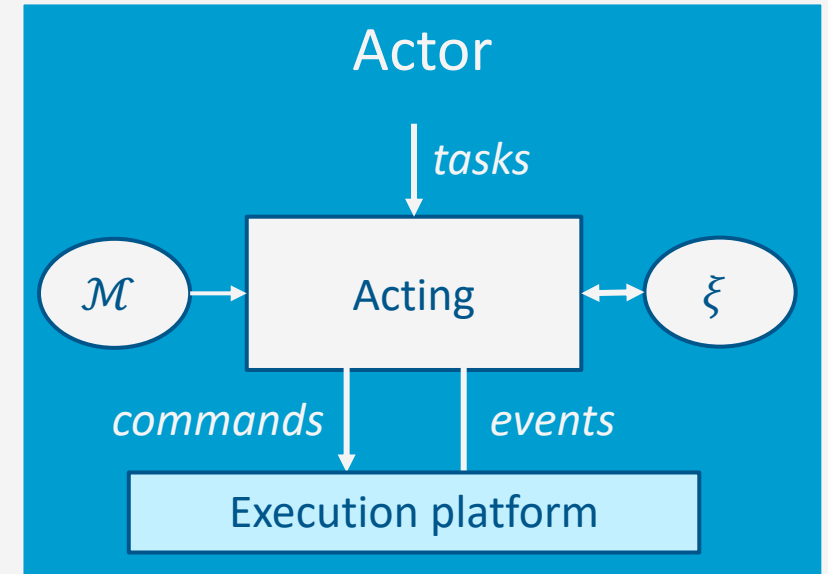 Actor
tasks
ℳ
Acting
ξ
commands
events
Execution platform